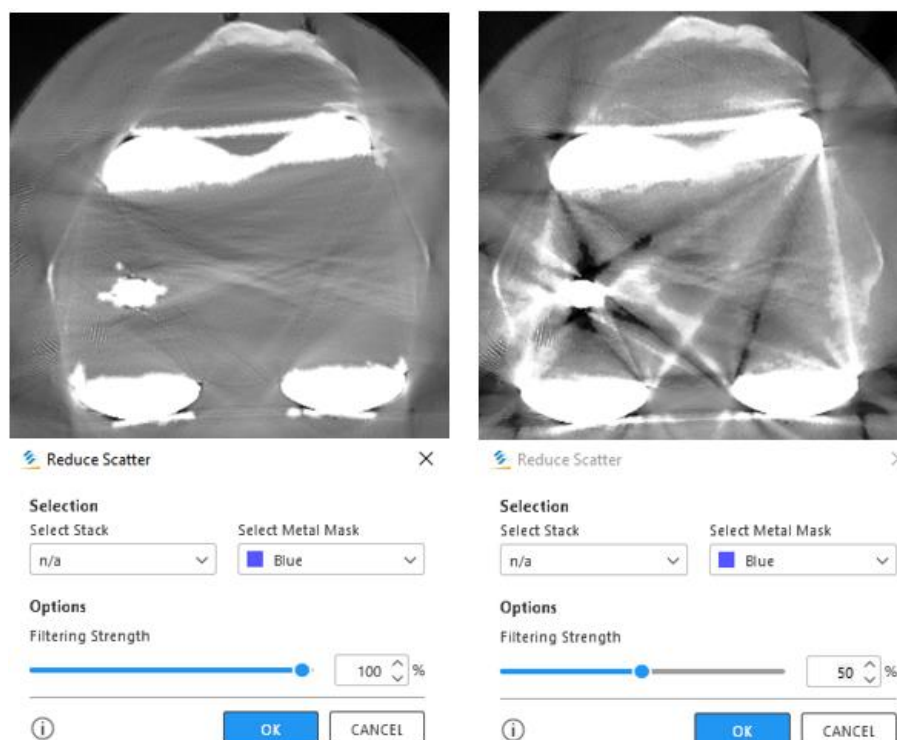 Reduce Scatter
Selection
Select Stack
Select Metal Mask
n/a
Blue
Options
Filtering Strength
100 %
OK
CANCEL
Reduce Scatter
Selection
Select Stack
Select Metal Mask
n/a
Blue
Options
Filtering Strength
50 %
OK
CANCEL